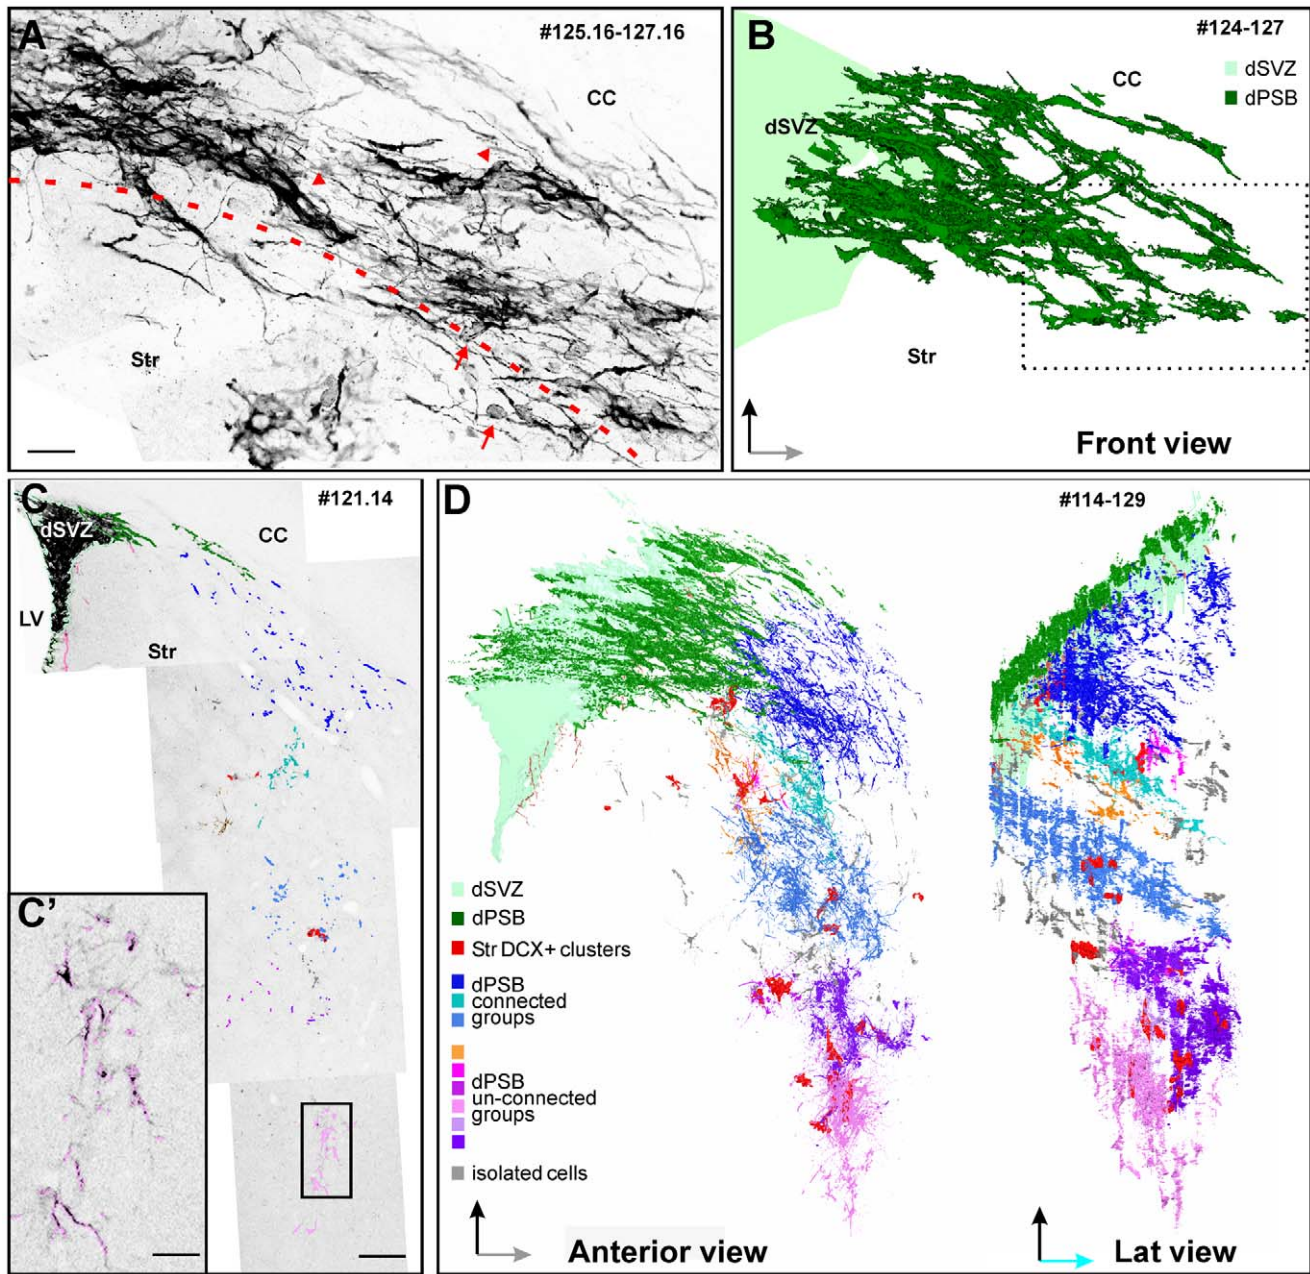 A
#125.16-127.16
CC
Str
B
#124-127
CC
dSVZ
dPSB
dSVZ
Str
Front view
C
#121.14
dSVZ
CC
LV
Str
C'
D
#114-129
dSVZ
dPSB
Str DCX+ clusters
dPSB
connected
groups
dPSB
un-connected
groups
isolated cells
Anterior view
Lat view